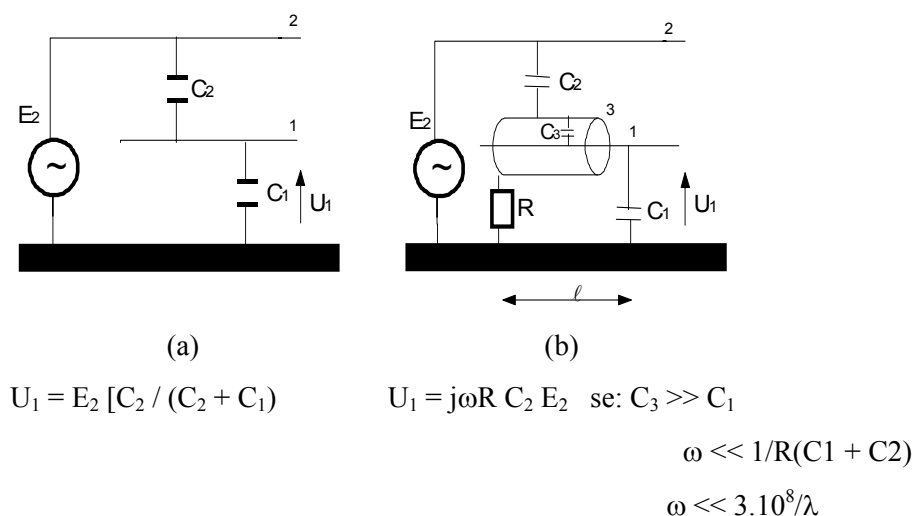 2
C2
E2
1
~
C1
U1
(a)
U1 = E2 [C2 / (C2 + C1)
2
C2
3
E2
C3
1
~
R
C1
U1
ℓ
(b)
U1 = jωR C2 E2 se: C3 >> C1
ω << 1/R(C1 + C2)
ω << 3.10^8/λ